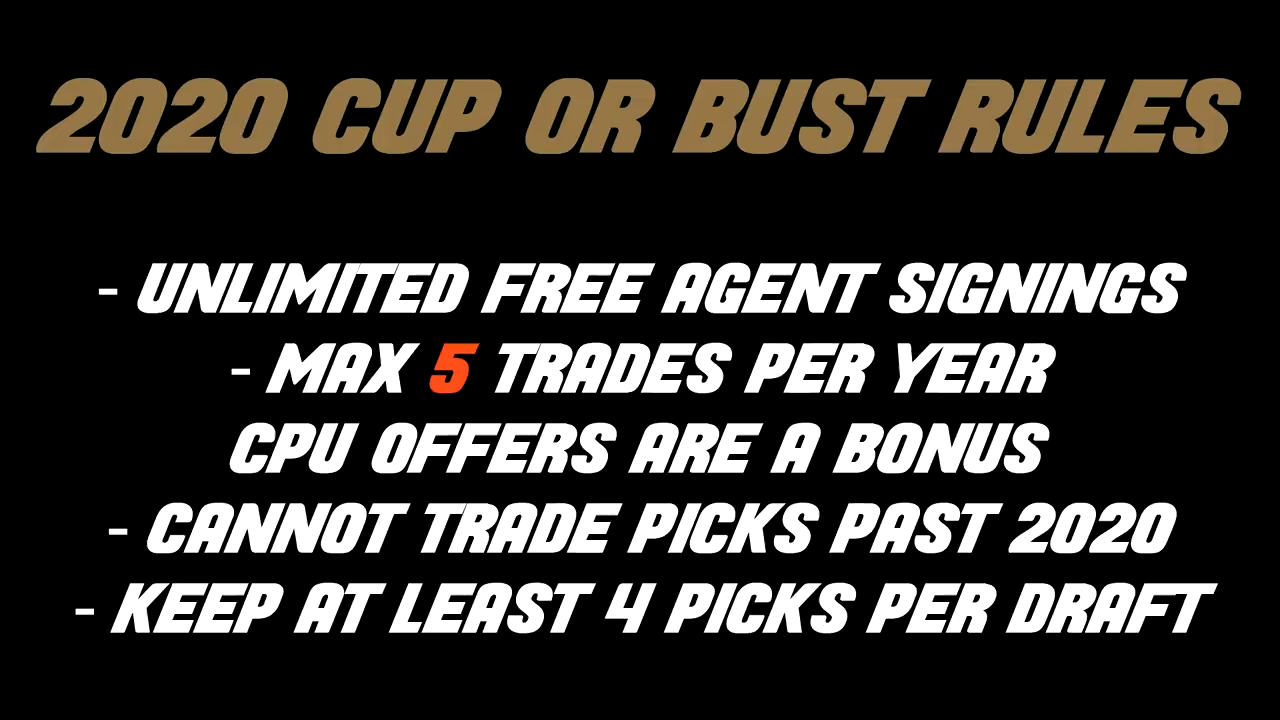 2020 CUP OR BUST RULES
- UNLIMITED FREE AGENT SIGNINGS
- MAX 5 TRADES PER YEAR
CPU OFFERS ARE A BONUS
- CANNOT TRADE PICKS PAST 2020
- KEEP AT LEAST 4 PICKS PER DRAFT